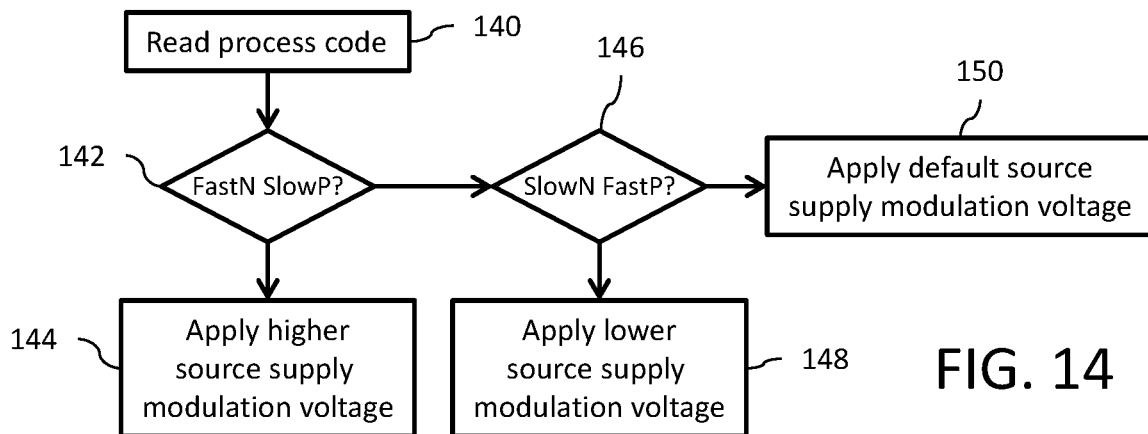 Read process code
140
146
150
142
FastN SlowP?
SlowN FastP?
Apply default source
supply modulation voltage
144
Apply higher
source supply
modulation voltage
Apply lower
source supply
modulation voltage
148
FIG. 14